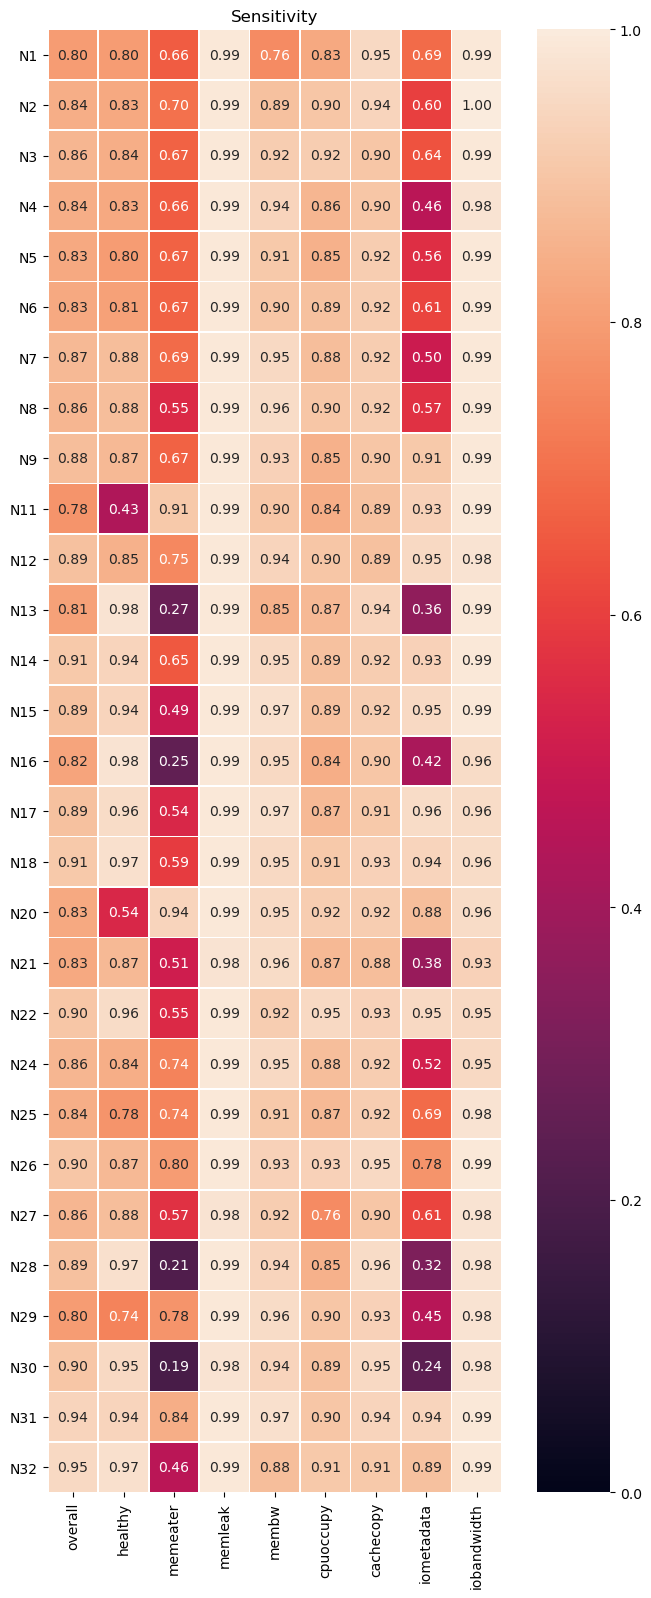 Sensitivity
N1 0.80 0.80 0.66 0.99 0.76 0.83 0.95 0.69 0.99
N2 0.84 0.83 0.70 0.99 0.89 0.90 0.94 0.60 1.00
N3 0.86 0.84 0.67 0.99 0.92 0.92 0.90 0.64 0.99
N4 0.84 0.83 0.66 0.99 0.94 0.86 0.90 0.46 0.98
N5 0.83 0.80 0.67 0.99 0.91 0.85 0.92 0.56 0.99
N6 0.83 0.81 0.67 0.99 0.90 0.89 0.92 0.61 0.99
N7 0.87 0.88 0.69 0.99 0.95 0.88 0.92 0.50 0.99
N8 0.86 0.88 0.55 0.99 0.96 0.90 0.92 0.57 0.99
N9 0.88 0.87 0.67 0.99 0.93 0.85 0.90 0.91 0.99
N11 0.78 0.43 0.91 0.99 0.90 0.84 0.89 0.93 0.99
N12 0.89 0.85 0.75 0.99 0.94 0.90 0.89 0.95 0.98
N13 0.81 0.98 0.27 0.99 0.85 0.87 0.94 0.36 0.99
N14 0.91 0.94 0.65 0.99 0.95 0.89 0.92 0.93 0.99
N15 0.89 0.94 0.49 0.99 0.97 0.89 0.92 0.95 0.99
N16 0.82 0.98 0.25 0.99 0.95 0.84 0.90 0.42 0.96
N17 0.89 0.96 0.54 0.99 0.97 0.87 0.91 0.96 0.96
N18 0.91 0.97 0.59 0.99 0.95 0.91 0.93 0.94 0.96
N20 0.83 0.54 0.94 0.99 0.95 0.92 0.92 0.88 0.96
N21 0.83 0.87 0.51 0.98 0.96 0.87 0.88 0.38 0.93
N22 0.90 0.96 0.55 0.99 0.92 0.95 0.93 0.95 0.95
N24 0.86 0.84 0.74 0.99 0.95 0.88 0.92 0.52 0.95
N25 0.84 0.78 0.74 0.99 0.91 0.87 0.92 0.69 0.98
N26 0.90 0.87 0.80 0.99 0.93 0.93 0.95 0.78 0.99
N27 0.86 0.88 0.57 0.98 0.92 0.76 0.90 0.61 0.98
N28 0.89 0.97 0.21 0.99 0.94 0.85 0.96 0.32 0.98
N29 0.80 0.74 0.78 0.99 0.96 0.90 0.93 0.45 0.98
N30 0.90 0.95 0.19 0.98 0.94 0.89 0.95 0.24 0.98
N31 0.94 0.94 0.84 0.99 0.97 0.90 0.94 0.94 0.99
N32 0.95 0.97 0.46 0.99 0.88 0.91 0.91 0.89 0.99
overall
healthy
memeater
memleak
membw
cpuoccupy
cachecopy
iometadata
iobandwidth
1.0
0.8
0.6
0.4
0.2
0.0